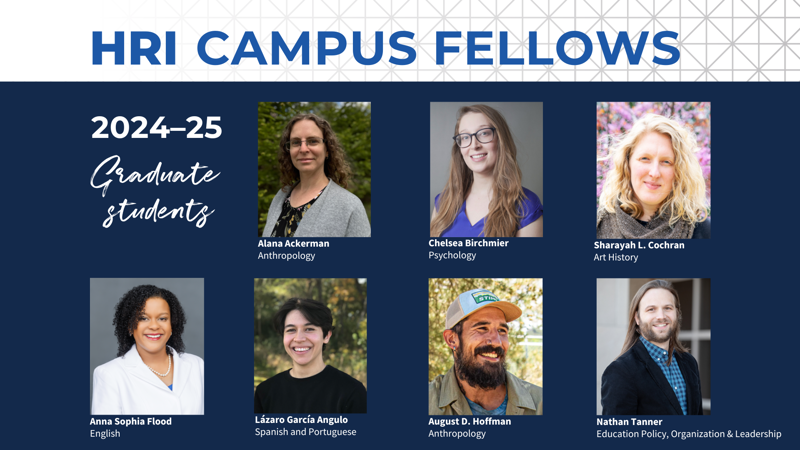 HRI CAMPUS FELLOWS
2024–25
Graduate
students
Alana Ackerman
Anthropology
Chelsea Birchmier
Psychology
Sharayah L. Cochran
Art History
Anna Sophia Flood
English
Lázaro García Angulo
Spanish and Portuguese
August D. Hoffman
Anthropology
Nathan Tanner
Education Policy, Organization & Leadership